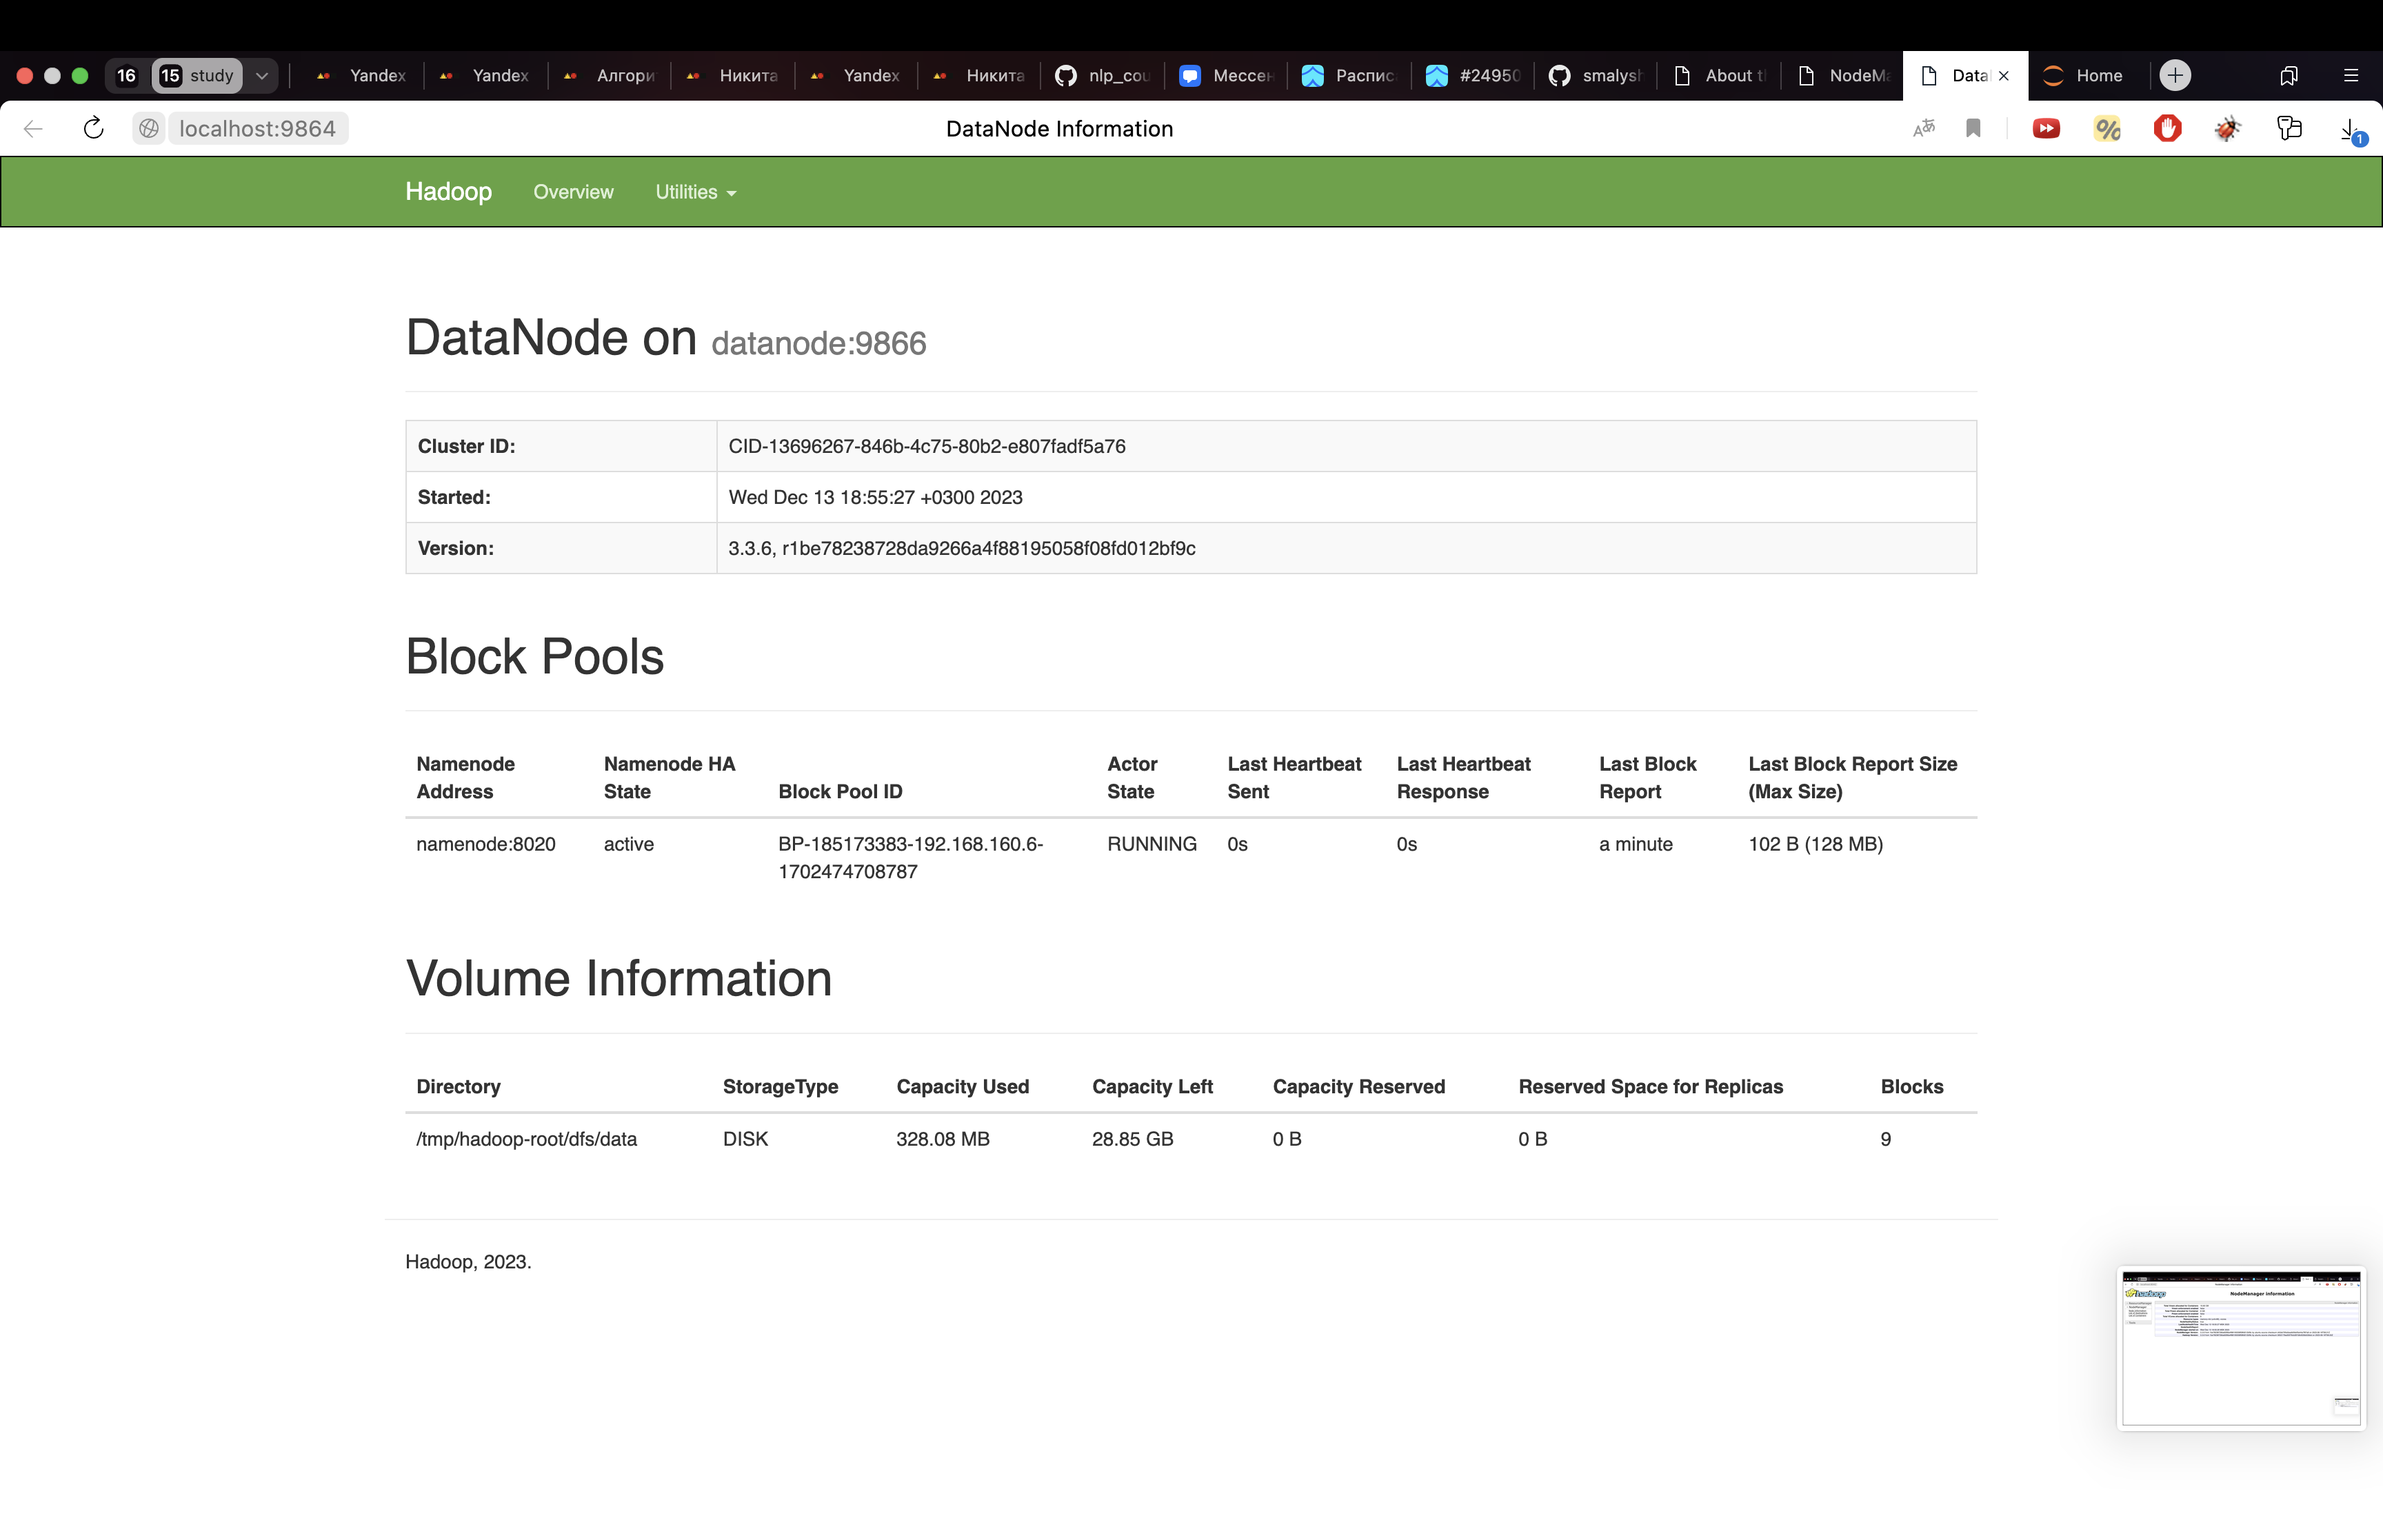 16 15 study Yandex Yandex Алгори Никита Yandex Никита nlp_cou Мессен Распис #24950 smalysh About t NodeMa Data Home
localhost:9864 DataNode Information 1
Hadoop Overview Utilities
DataNode on datanode:9866
Cluster ID: CID-13696267-846b-4c75-80b2-e807fadf5a76
Started: Wed Dec 13 18:55:27 +0300 2023
Version: 3.3.6, r1be78238728da9266a4f88195058f08fd012bf9c
Block Pools
Namenode Namenode HA Actor Last Heartbeat Last Heartbeat Last Block Last Block Report Size
Address State Block Pool ID State Sent Response Report (Max Size)
namenode:8020 active BP-185173383-192.168.160.6- RUNNING 0s 0s a minute 102 B (128 MB)
1702474708787
Volume Information
Directory StorageType Capacity Used Capacity Left Capacity Reserved Reserved Space for Replicas Blocks
/tmp/hadoop-root/dfs/data DISK 328.08 MB 28.85 GB 0 B 0 B 9
Hadoop, 2023.
hadoop NodeManager information